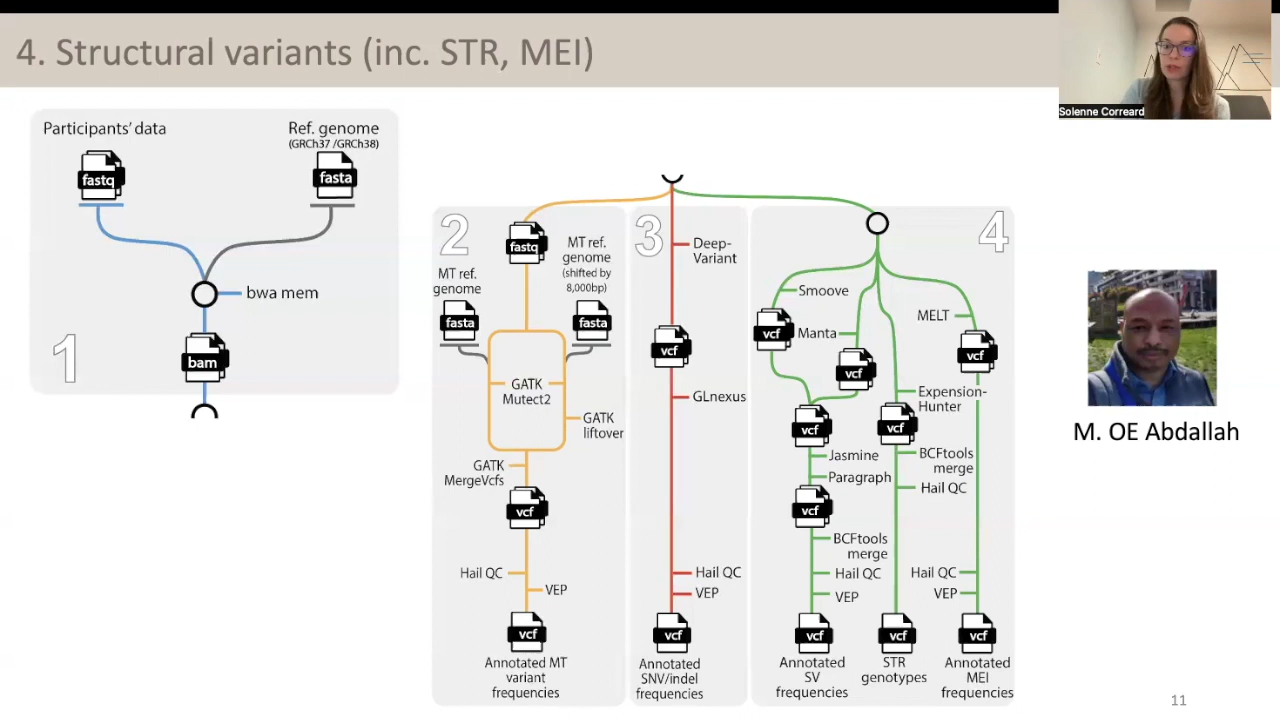 4. Structural variants (inc. STR, MEI)
Solenne Correard
Participants' data
fastq
Ref. genome
(GRCh37 /GRCh38)
fasta
bwa mem
1
bam
2
fastq
MT ref.
genome
fasta
MT ref.
genome
(shifted by
8,000bp)
fasta
GATK
Mutect2
GATK
liftover
GATK
MergeVcfs
vcf
Hail QC
VEP
vcf
Annotated MT
variant
frequencies
3
Deep-
Variant
vcf
GLnexus
Hail QC
VEP
vcf
Annotated
SNV/indel
frequencies
4
Smoove
vcf
Manta
vcf
vcf
Jasmine
Paragraph
vcf
BCFtools
merge
Hail QC
VEP
vcf
Annotated
SV
frequencies
Expension-
Hunter
vcf
BCFtools
merge
Hail QC
vcf
STR
genotypes
MELT
vcf
Hail QC
VEP
vcf
Annotated
MEI
frequencies
M. OE Abdallah
11